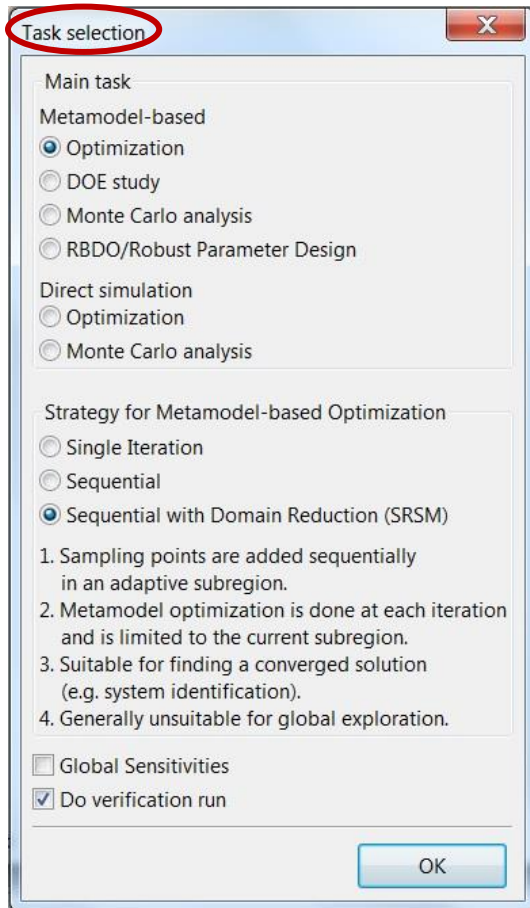 Task selection
X
Main task
Metamodel-based
Optimization
DOE study
Monte Carlo analysis
RBDO/Robust Parameter Design
Direct simulation
Optimization
Monte Carlo analysis
Strategy for Metamodel-based Optimization
Single Iteration
Sequential
Sequential with Domain Reduction (SRSM)
1. Sampling points are added sequentially
in an adaptive subregion.
2. Metamodel optimization is done at each iteration
and is limited to the current subregion.
3. Suitable for finding a converged solution
(e.g. system identification).
4. Generally unsuitable for global exploration.
Global Sensitivities
Do verification run
OK